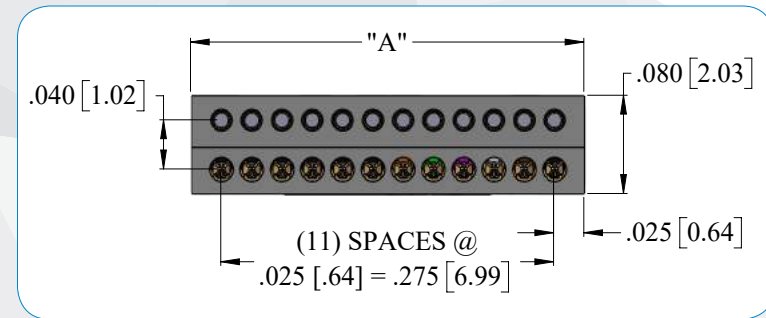 "A"
.040 [1.02]
.080 [2.03]
(11) SPACES @
.025 [0.64]
.025 [.64] = .275 [6.99]